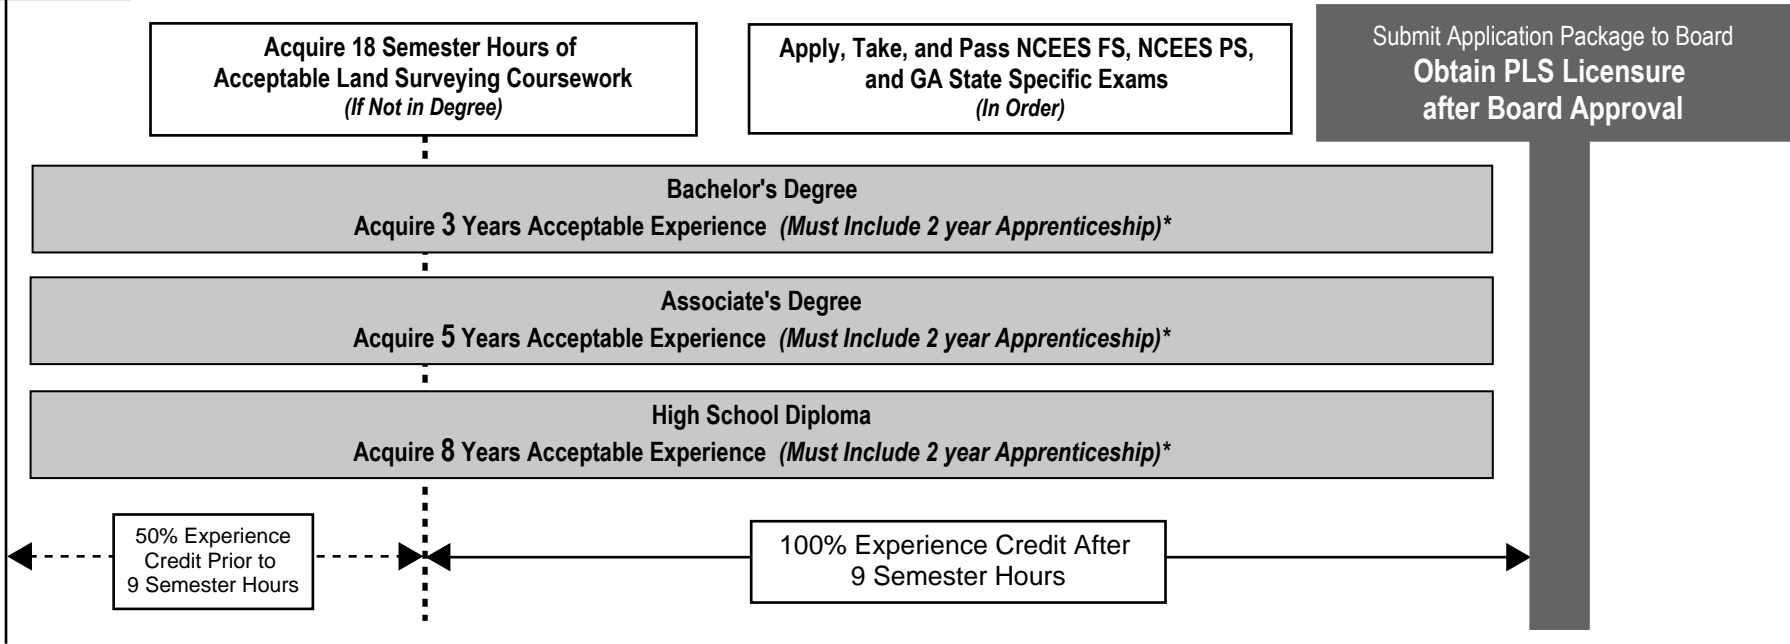 Acquire 18 Semester Hours of
Acceptable Land Surveying Coursework
(If Not in Degree)
Apply, Take, and Pass NCEES FS, NCEES PS,
and GA State Specific Exams
(In Order)
Submit Application Package to Board
Obtain PLS Licensure
after Board Approval
Bachelor's Degree
Acquire 3 Years Acceptable Experience (Must Include 2 year Apprenticeship)*
Associate's Degree
Acquire 5 Years Acceptable Experience (Must Include 2 year Apprenticeship)*
High School Diploma
Acquire 8 Years Acceptable Experience (Must Include 2 year Apprenticeship)*
50% Experience
Credit Prior to
9 Semester Hours
100% Experience Credit After
9 Semester Hours